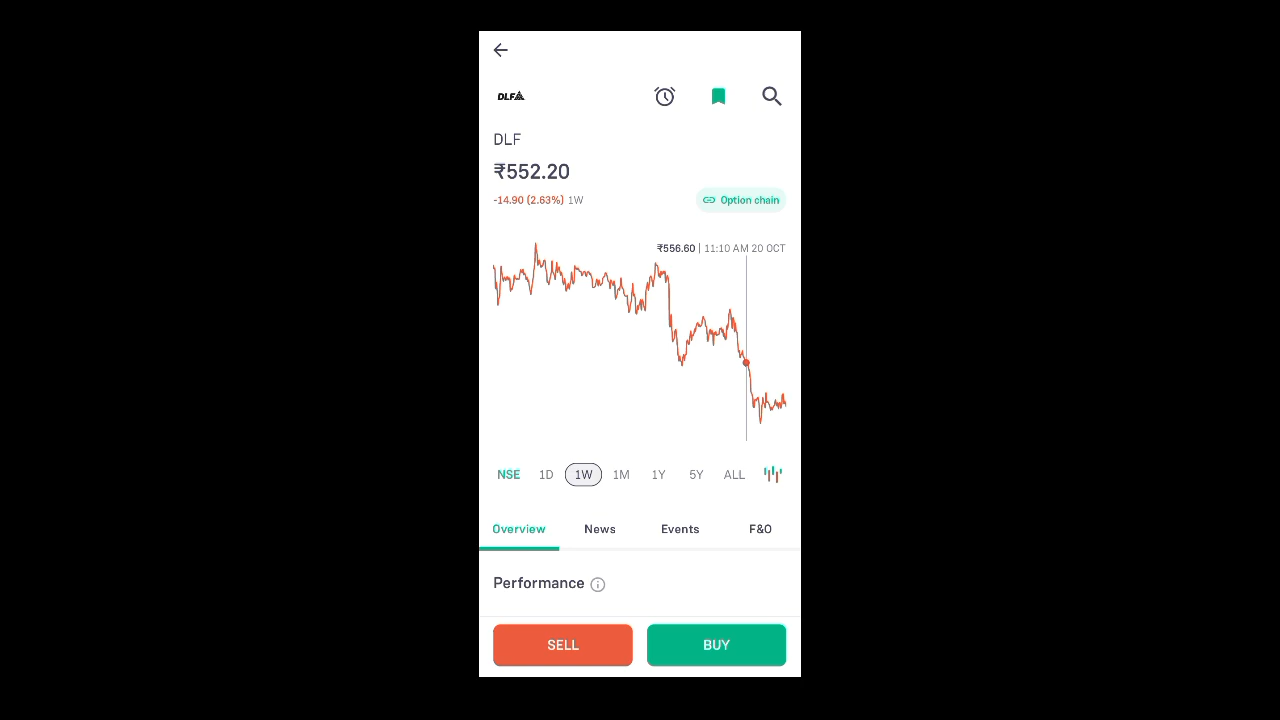 DLF
DLF
₹552.20
-14.90 (2.63%) 1W
Option chain
₹556.60 | 11:10 AM 20 OCT
NSE 1D 1W 1M 1Y 5Y ALL
Overview News Events F&O
Performance
SELL BUY